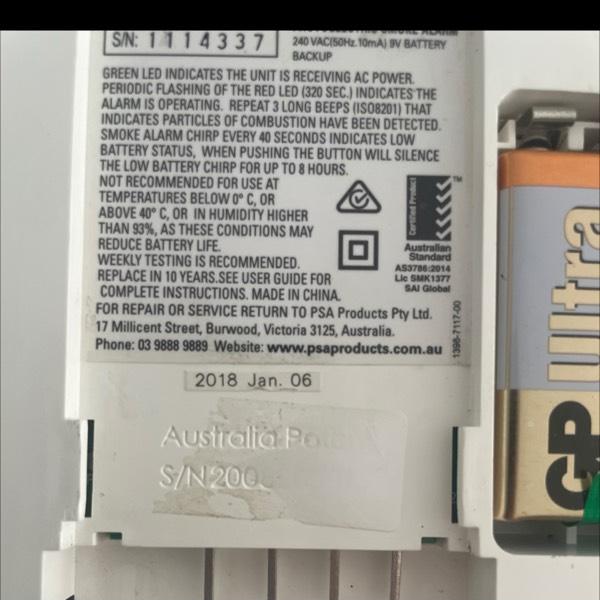 S/N: 1114337
240 VAC(50Hz.10mA) 9V BATTERY
BACKUP
GREEN LED INDICATES THE UNIT IS RECEIVING AC POWER.
PERIODIC FLASHING OF THE RED LED (320 SEC.) INDICATES THE
ALARM IS OPERATING. REPEAT 3 LONG BEEPS (ISO8201) THAT
INDICATES PARTICLES OF COMBUSTION HAVE BEEN DETECTED.
SMOKE ALARM CHIRP EVERY 40 SECONDS INDICATES LOW
BATTERY STATUS, WHEN PUSHING THE BUTTON WILL SILENCE
THE LOW BATTERY CHIRP FOR UP TO 8 HOURS.
NOT RECOMMENDED FOR USE AT
TEMPERATURES BELOW 0° C, OR
ABOVE 40° C, OR IN HUMIDITY HIGHER
THAN 93%, AS THESE CONDITIONS MAY
REDUCE BATTERY LIFE.
WEEKLY TESTING IS RECOMMENDED.
REPLACE IN 10 YEARS.SEE USER GUIDE FOR
COMPLETE INSTRUCTIONS. MADE IN CHINA.
FOR REPAIR OR SERVICE RETURN TO PSA Products Pty Ltd.
17 Millicent Street, Burwood, Victoria 3125, Australia.
Phone: 03 9888 9889 Website: www.psaproducts.com.au
Certified Product
TM
Australian
Standard
AS3786:2014
Lic SMK1377
SAI Global
1398-7117-00
2018 Jan. 06
Australia
S/N 200
GP Ultra